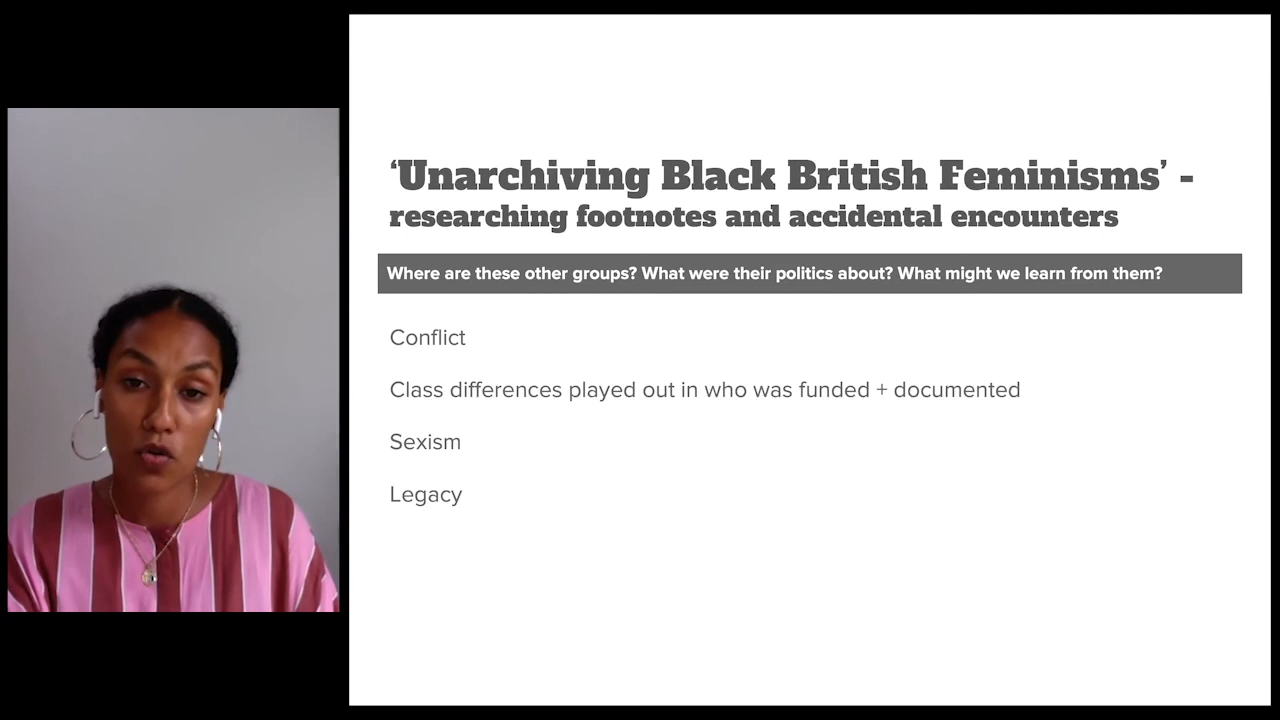 ‘Unarchiving Black British Feminisms’ -
researching footnotes and accidental encounters
Where are these other groups? What were their politics about? What might we learn from them?
Conflict
Class differences played out in who was funded + documented
Sexism
Legacy